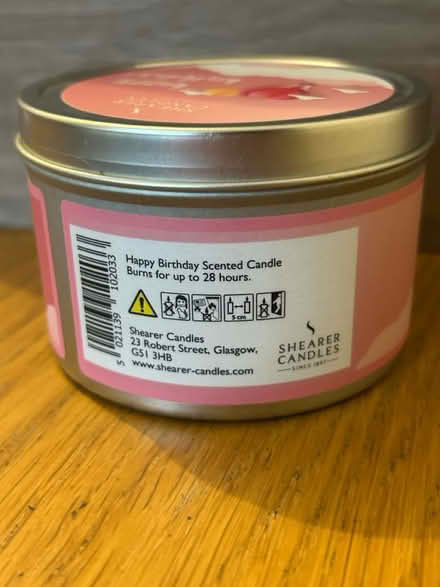 Happy Birthday Scented Candle
Burns for up to 28 hours.
5 cm
Shearer Candles
23 Robert Street, Glasgow,
G51 3HB
www.shearer-candles.com
SHEARER
CANDLES
SINCE 1897
5 021139 102033